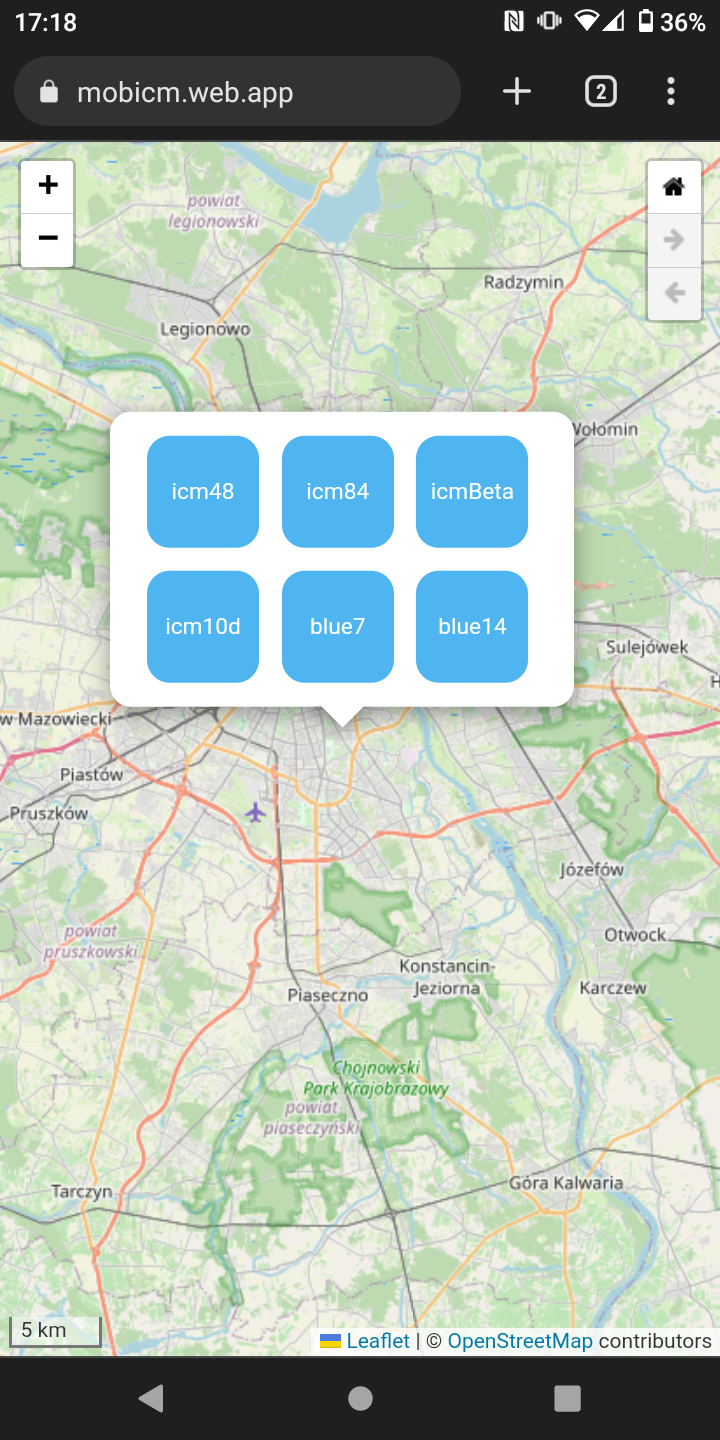 17:18
36%
mobicm.web.app
2
+
−
powiat
legionowski
Radzymin
Legionowo
Wołomin
icm48
icm84
icmBeta
icm10d
blue7
blue14
Sulejówek
H
w Mazowiecki
Piastów
Pruszków
Józefów
powiat
pruszkowski
Otwock
Konstancin-
Jeziorna
Karczew
Piaseczno
Chojnowski
Park Krajobrazowy
powiat
piaseczyński
Tarczyn
Góra Kalwaria
5 km
Leaflet | © OpenStreetMap contributors